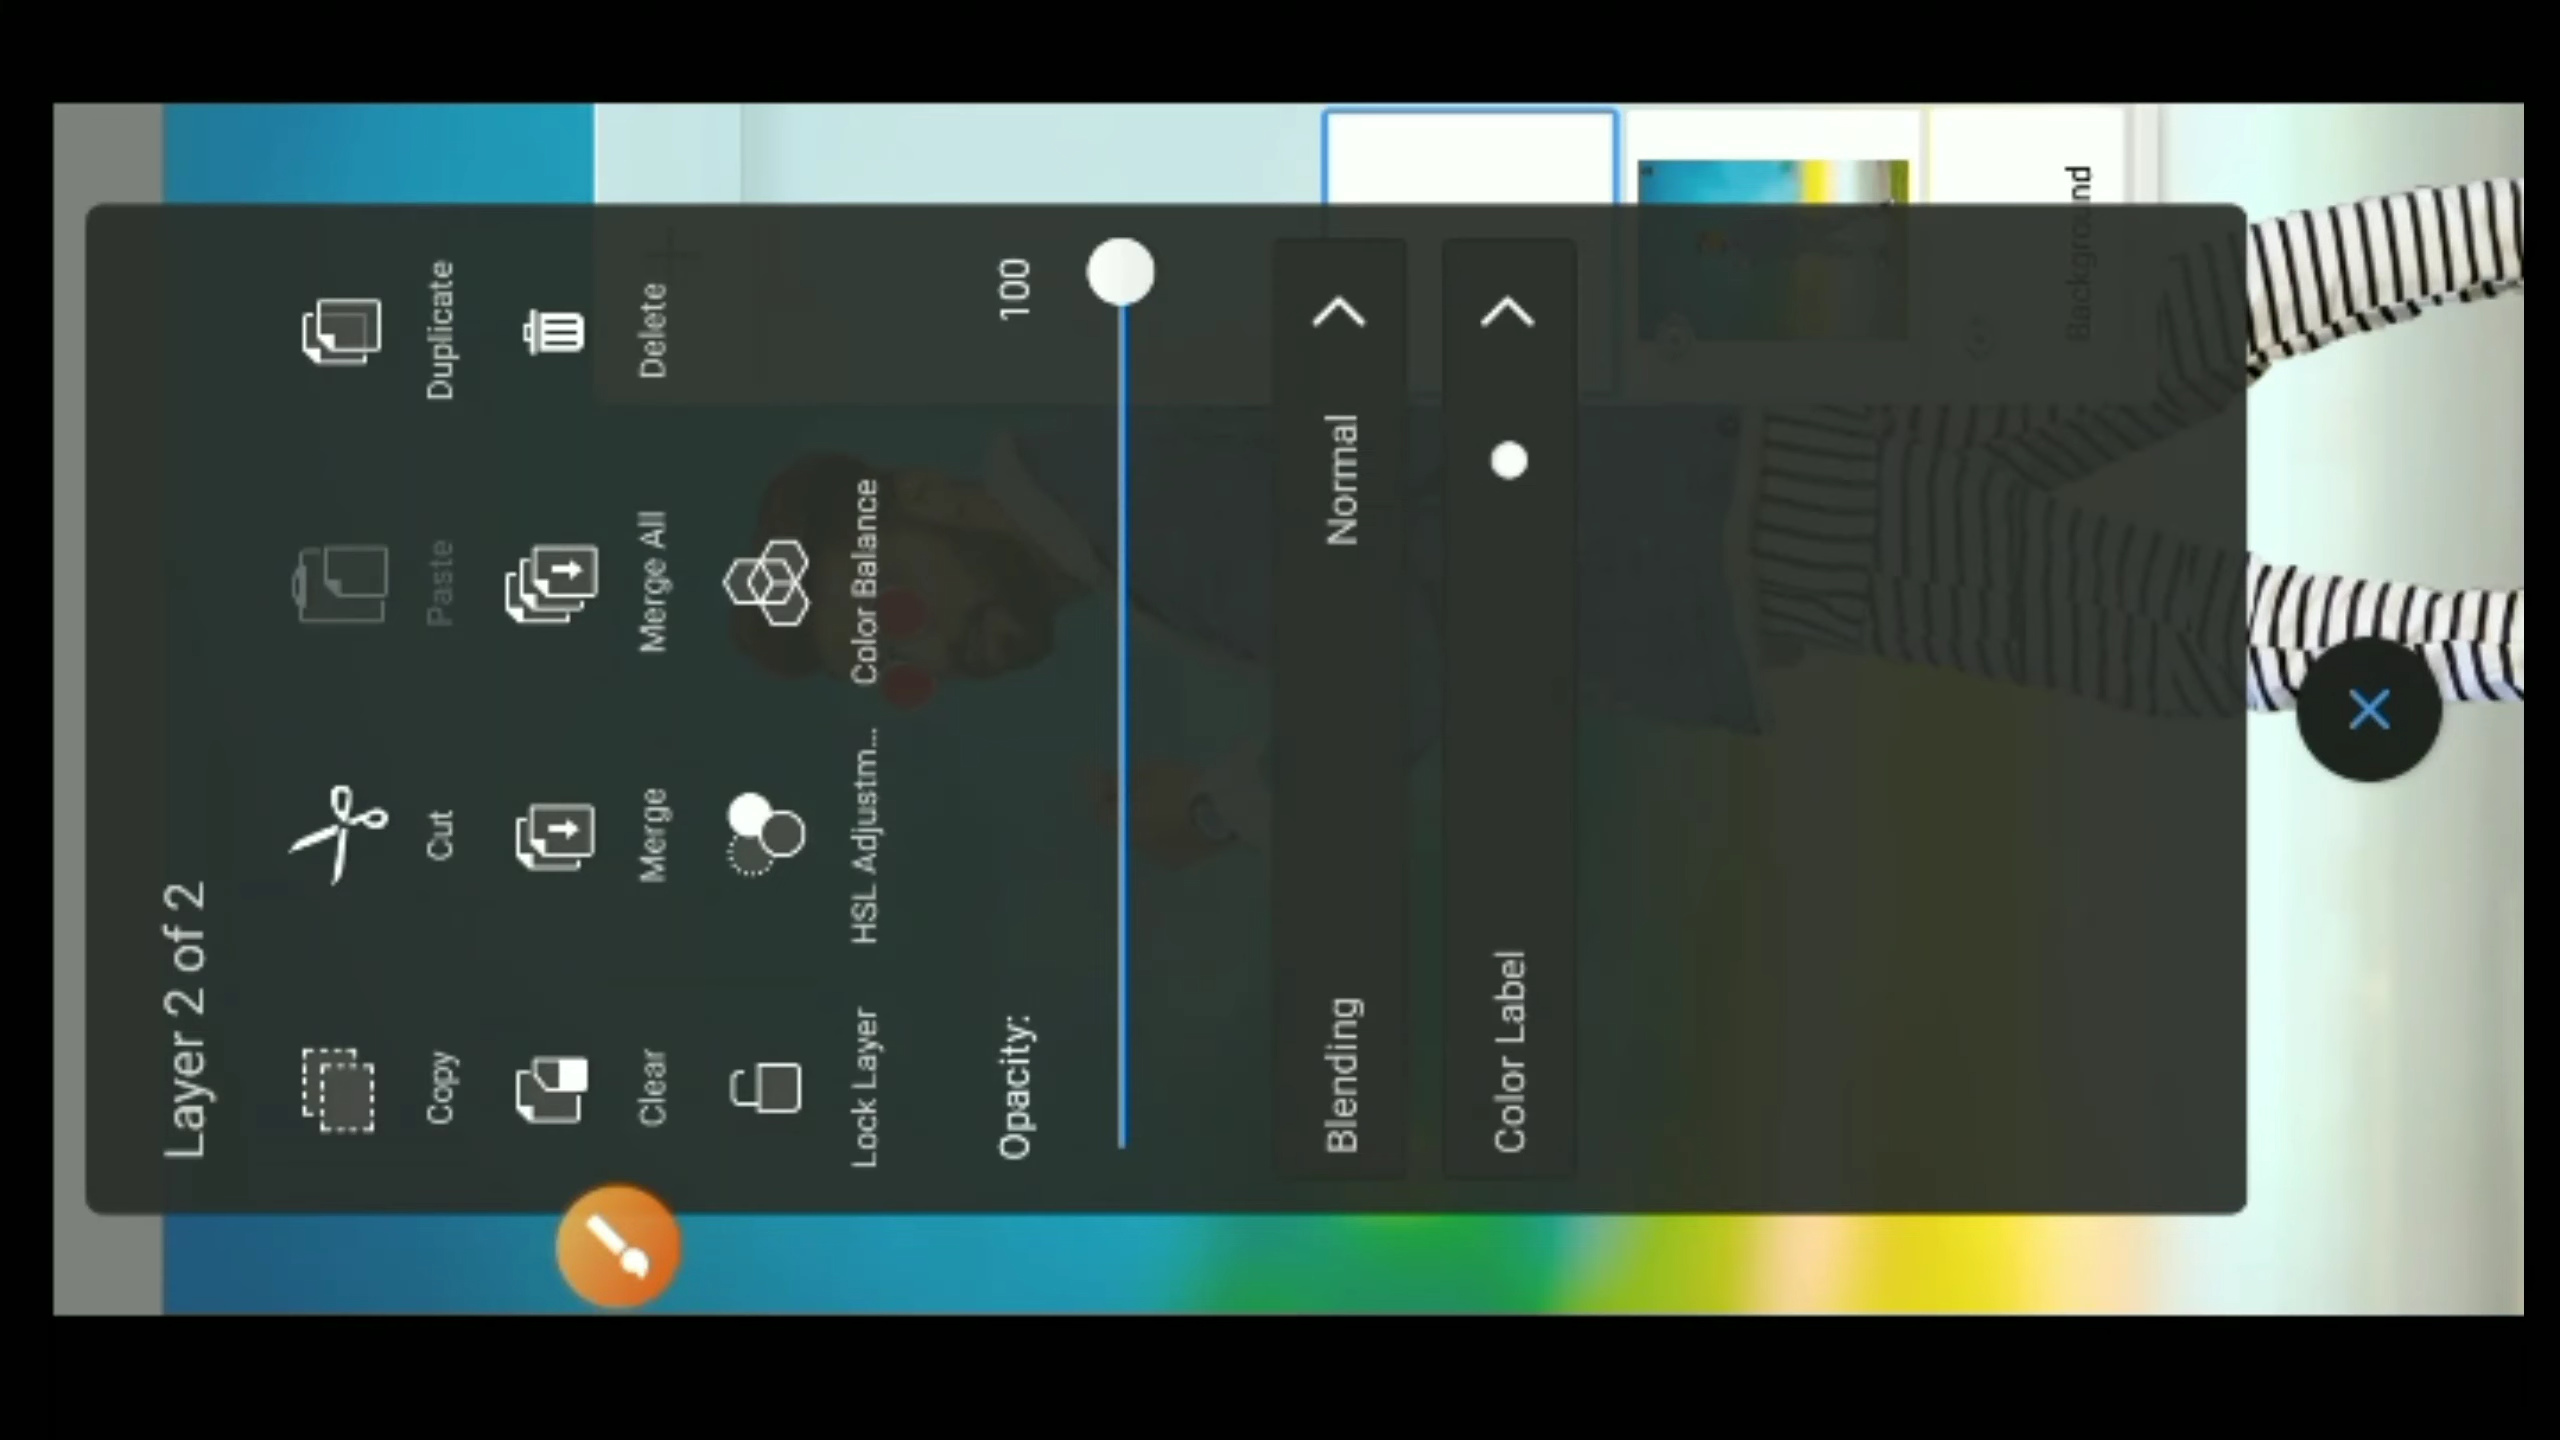 Layer 2 of 2
Copy Cut Paste Duplicate
Clear Merge Merge All Delete
Lock Layer HSL Adjustm... Color Balance
Opacity: 100
Blending Normal
Color Label
Background